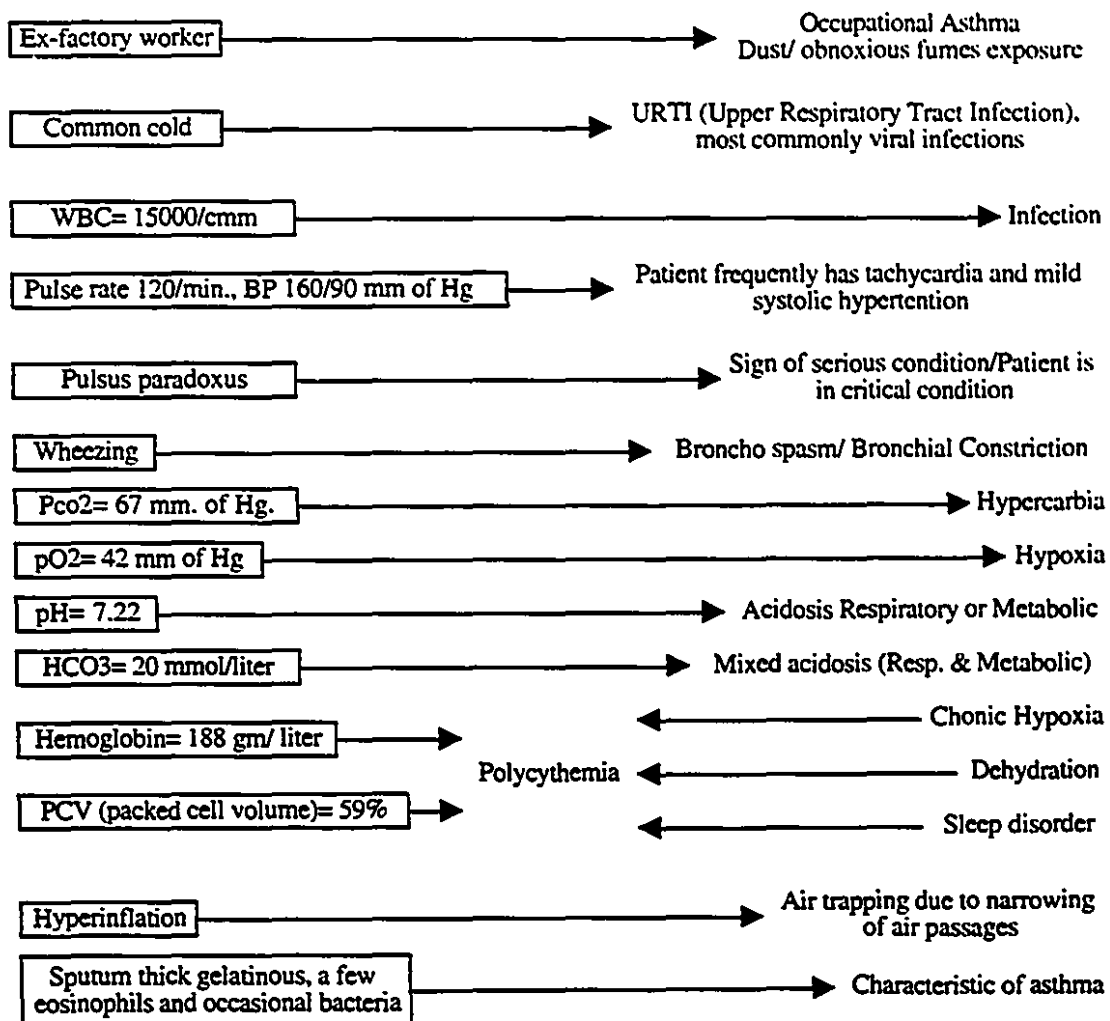 Ex-factory worker
Occupational Asthma
Dust/ obnoxious fumes exposure
Common cold
URTI (Upper Respiratory Tract Infection),
most commonly viral infections
WBC= 15000/cmm
Infection
Pulse rate 120/min., BP 160/90 mm of Hg
Patient frequently has tachycardia and mild
systolic hypertention
Pulsus paradoxus
Sign of serious condition/Patient is
in critical condition
Wheezing
Broncho spasm/ Bronchial Constriction
Pco2= 67 mm. of Hg.
Hypercarbia
pO2= 42 mm of Hg
Hypoxia
pH= 7.22
Acidosis Respiratory or Metabolic
HCO3= 20 mmol/liter
Mixed acidosis (Resp. & Metabolic)
Hemoglobin= 188 gm/ liter
Chonic Hypoxia
Polycythemia
Dehydration
PCV (packed cell volume)= 59%
Sleep disorder
Hyperinflation
Air trapping due to narrowing
of air passages
Sputum thick gelatinous, a few
eosinophils and occasional bacteria
Characteristic of asthma